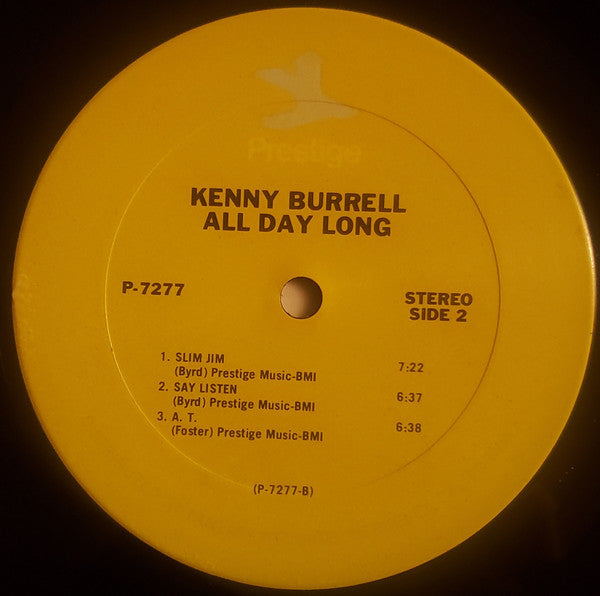 Prestige
KENNY BURRELL
ALL DAY LONG
P-7277
STEREO
SIDE 2
1. SLIM JIM 7:22
(Byrd) Prestige Music-BMI
2. SAY LISTEN 6:37
(Byrd) Prestige Music-BMI
3. A. T. 6:38
(Foster) Prestige Music-BMI
(P-7277-B)